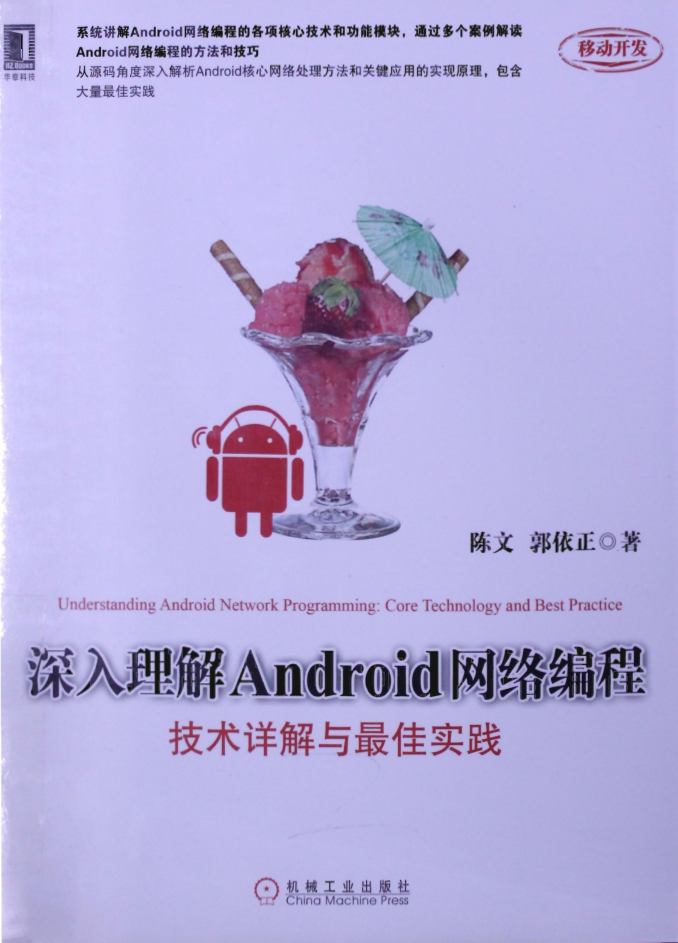 系统讲解Android网络编程的各项核心技术和功能模块，通过多个案例解读
Android网络编程的方法和技巧
从源码角度深入解析Android核心网络处理方法和关键应用的实现原理，包含
大量最佳实践
移动开发
HZ BOOKS
华章科技
陈文 郭依正◎著
Understanding Android Network Programming: Core Technology and Best Practice
深入理解Android网络编程
技术详解与最佳实践
机械工业出版社
China Machine Press